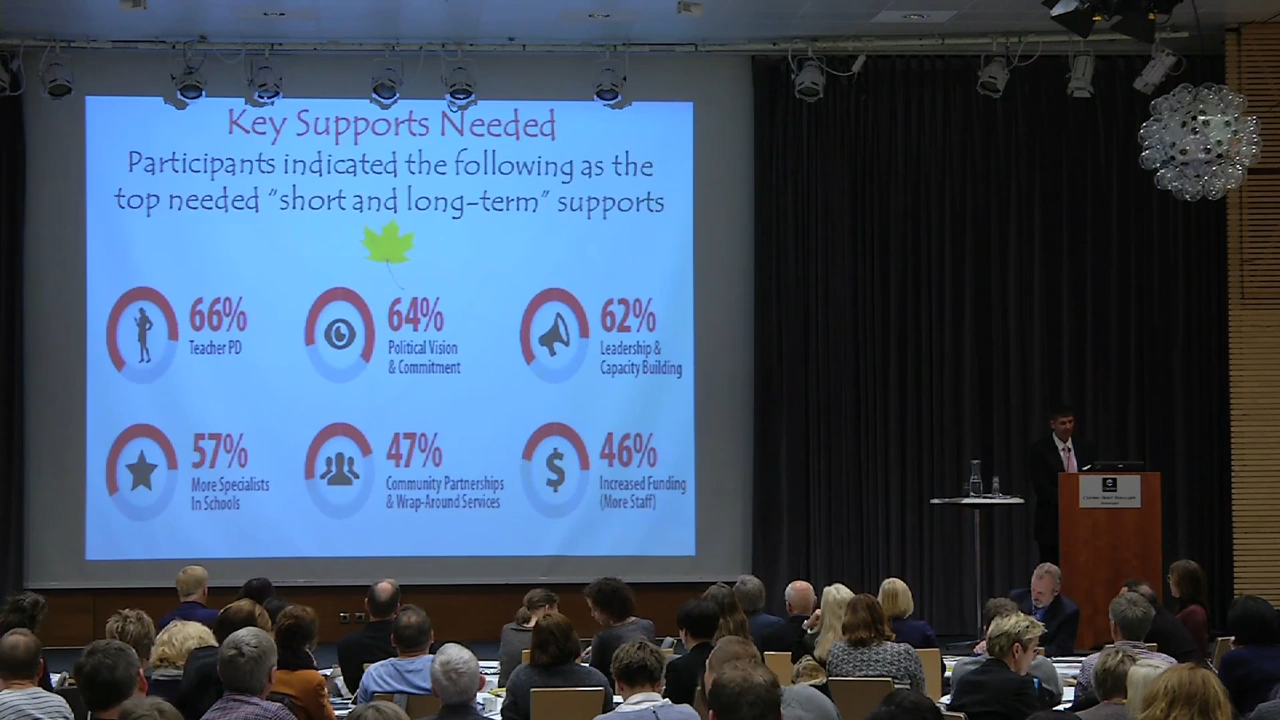 Key Supports Needed
Participants indicated the following as the
top needed “short and long-term” supports
66%
Teacher PD
64%
Political Vision
& Commitment
62%
Leadership &
Capacity Building
57%
More Specialists
In Schools
47%
Community Partnerships
& Wrap-Around Services
$
46%
Increased Funding
(More Staff)